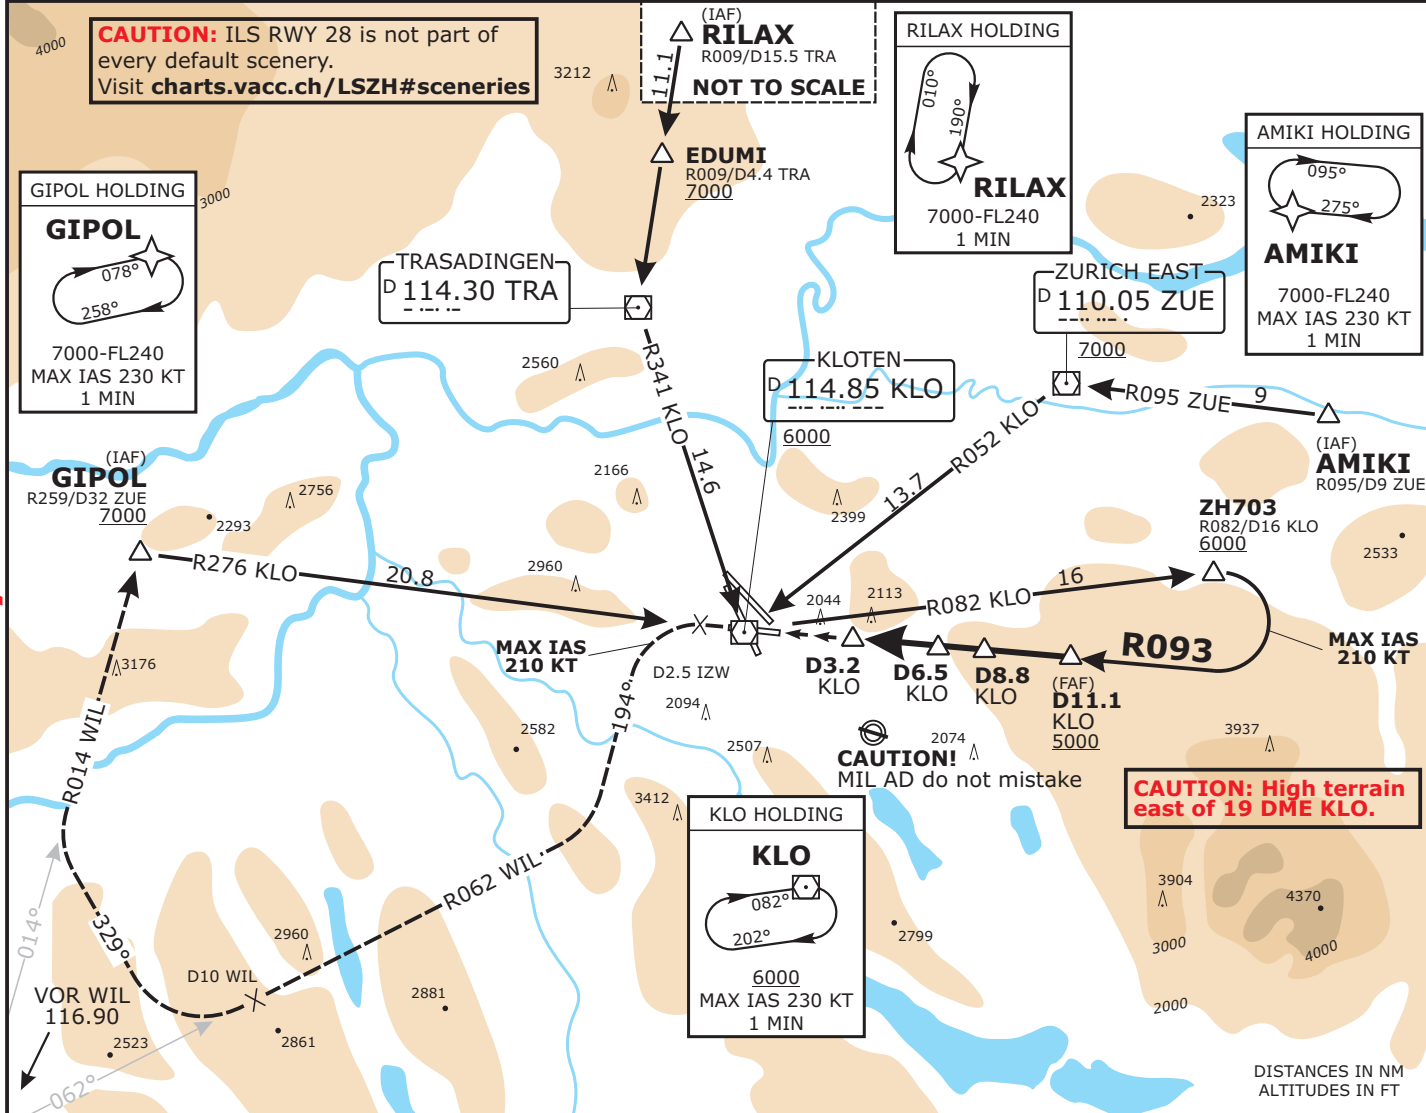 4000
CAUTION: ILS RWY 28 is not part of
every default scenery.
Visit charts.vacc.ch/LSZH#sceneries
3212
(IAF)
RILAX
R009/D15.5 TRA
NOT TO SCALE
11.1
EDUMI
R009/D4.4 TRA
7000
RILAX HOLDING
010°
190°
RILAX
7000-FL240
1 MIN
2323
AMIKI HOLDING
095°
275°
AMIKI
7000-FL240
MAX IAS 230 KT
1 MIN
3000
GIPOL HOLDING
GIPOL
078°
258°
7000-FL240
MAX IAS 230 KT
1 MIN
TRASADINGEN
D 114.30 TRA
ZURICH EAST
D 110.05 ZUE
7000
KLOTEN
D 114.85 KLO
6000
2560
R341 KLO
14.6
R052 KLO
13.7
R095 ZUE
9
(IAF)
AMIKI
R095/D9 ZUE
(IAF)
GIPOL
R259/D32 ZUE
7000
2756
2293
2166
2399
ZH703
R082/D16 KLO
6000
2533
R276 KLO
20.8
2960
2044
2113
R082 KLO
16
MAX IAS
210 KT
D2.5 IZW
2094
194°
D3.2
KLO
D6.5
KLO
D8.8
KLO
(FAF)
D11.1
KLO
5000
R093
MAX IAS
210 KT
3176
R014 WIL
2582
2507
2074
3937
CAUTION!
MIL AD do not mistake
CAUTION: High terrain
east of 19 DME KLO.
3412
KLO HOLDING
KLO
082°
202°
6000
MAX IAS 230 KT
1 MIN
R062 WIL
3904
4370
3000
4000
2000
2799
014°
329°
2960
D10 WIL
2881
VOR WIL
116.90
2523
2861
062°
DISTANCES IN NM
ALTITUDES IN FT